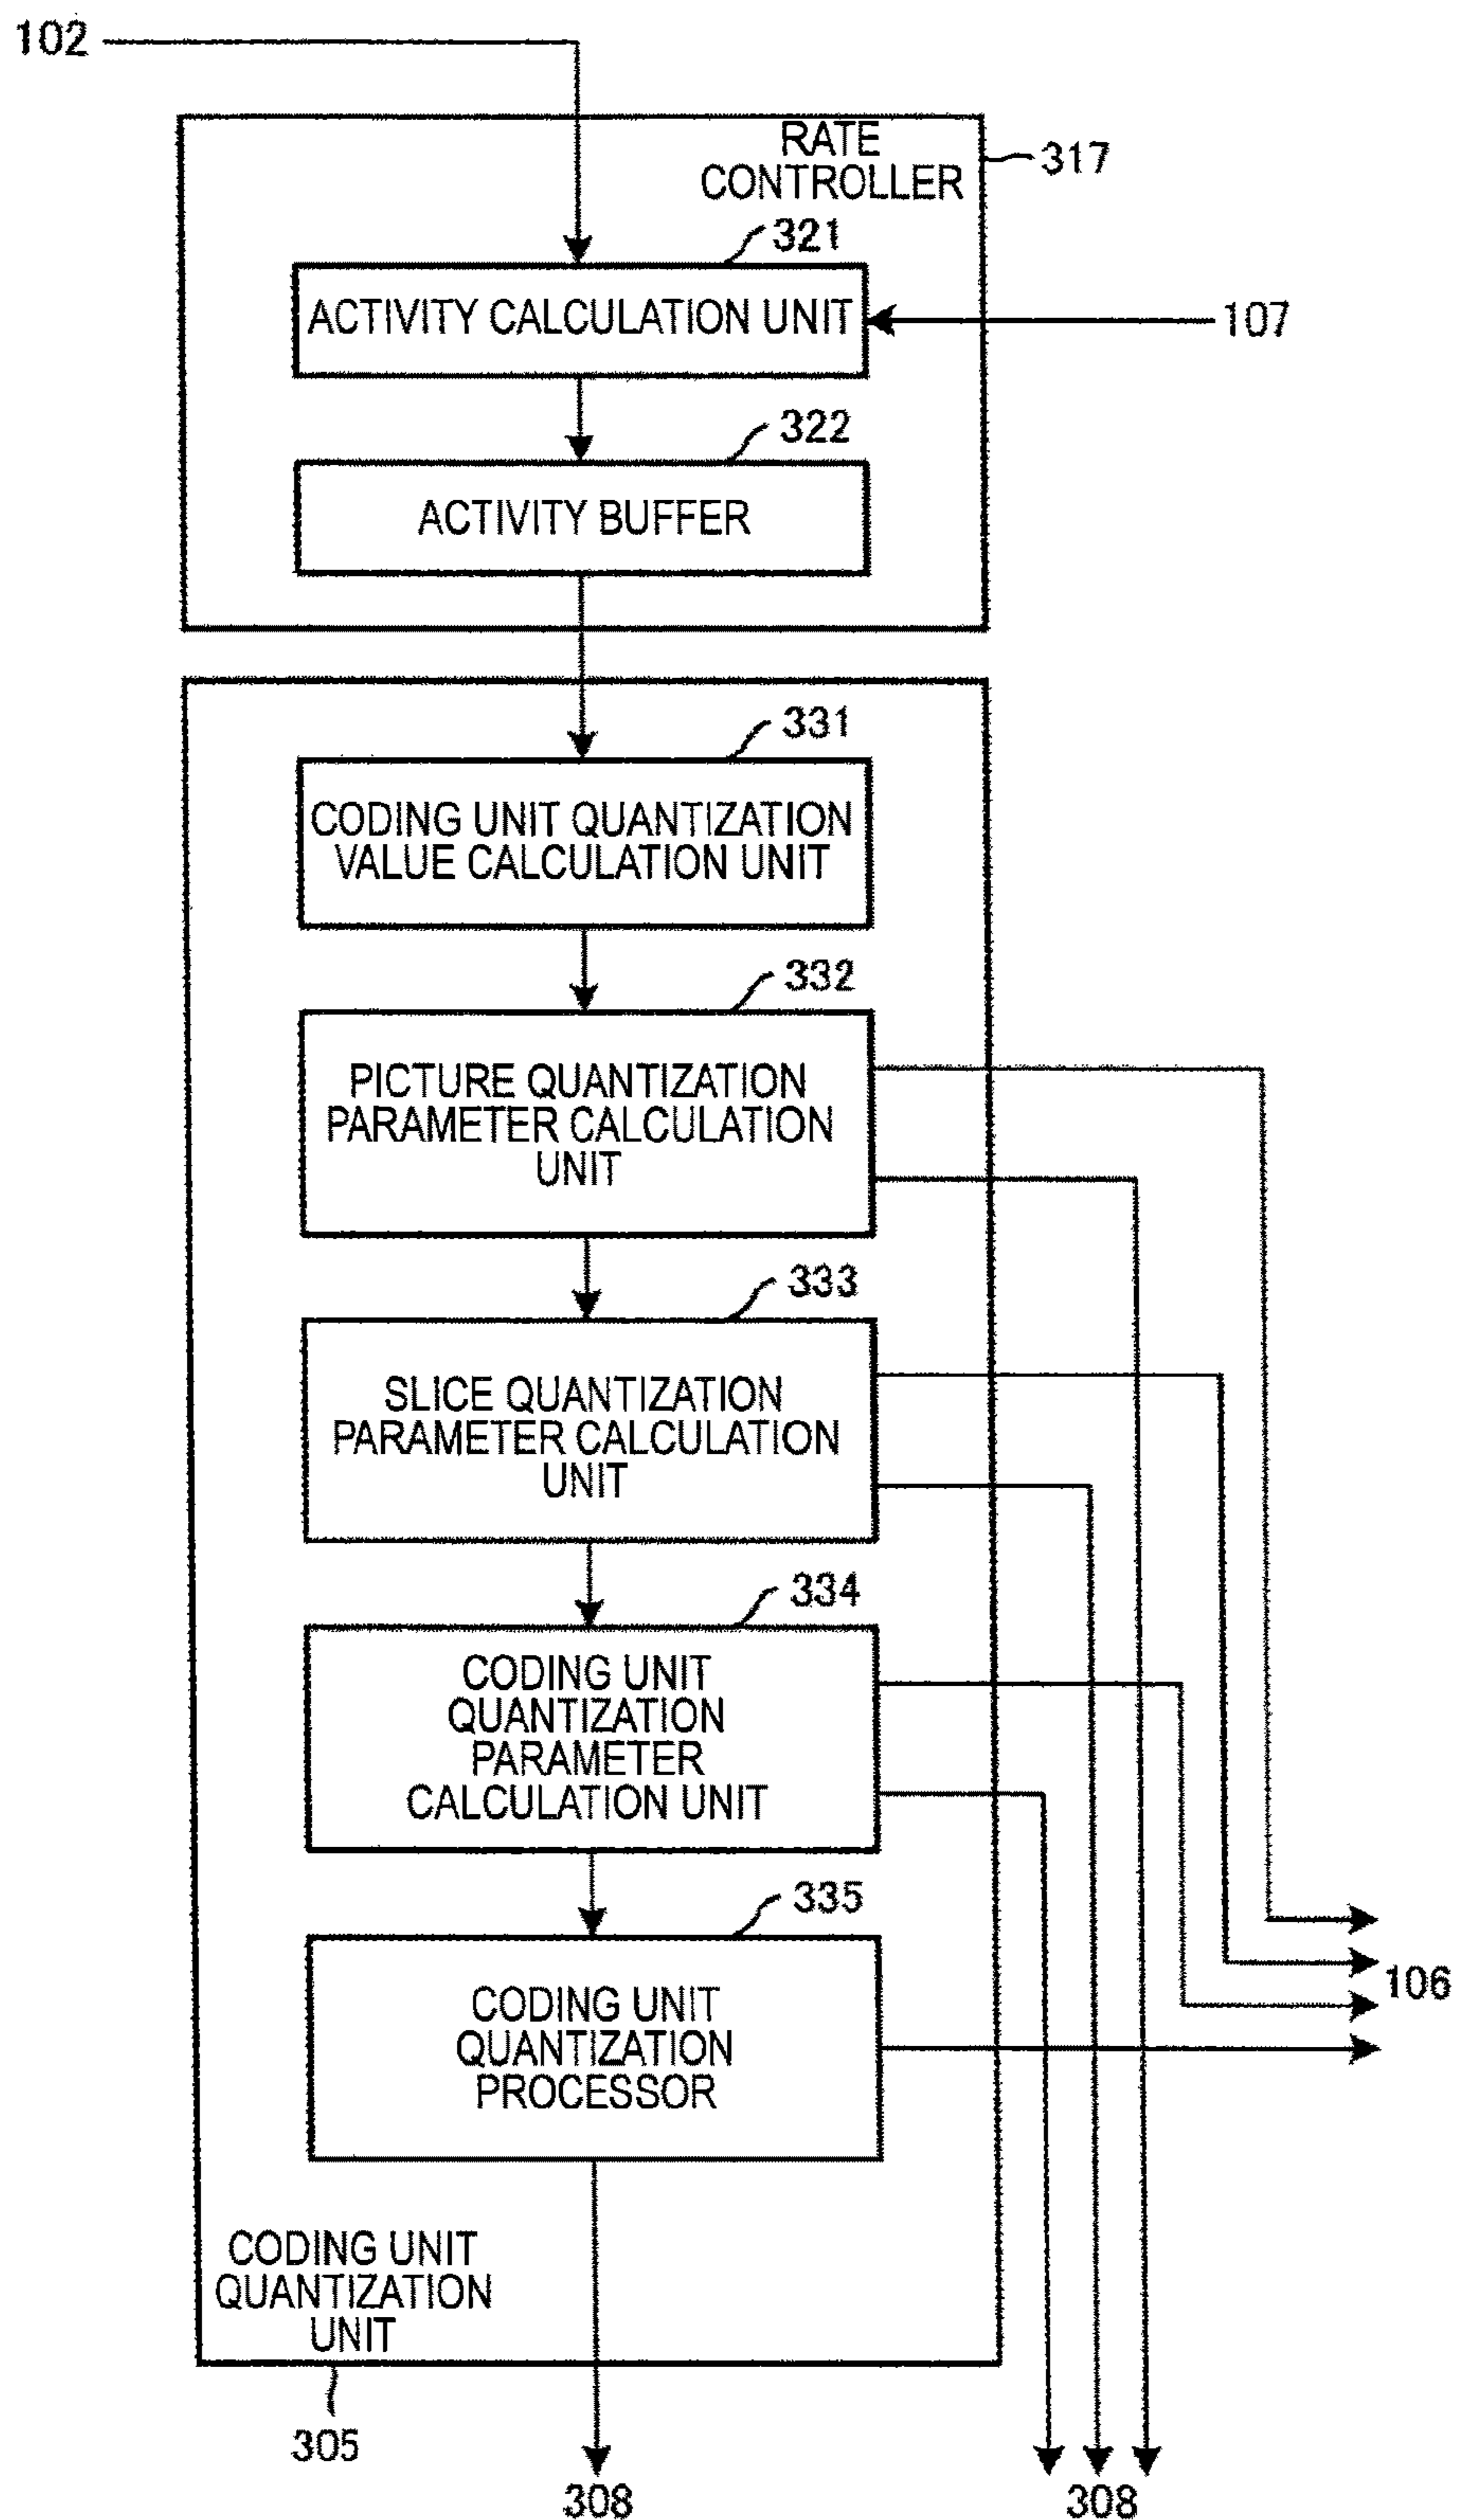 102
RATE
CONTROLLER
317
321
ACTIVITY CALCULATION UNIT
107
322
ACTIVITY BUFFER
331
CODING UNIT QUANTIZATION
VALUE CALCULATION UNIT
332
PICTURE QUANTIZATION
PARAMETER CALCULATION
UNIT
333
SLICE QUANTIZATION
PARAMETER CALCULATION
UNIT
334
CODING UNIT
QUANTIZATION
PARAMETER
CALCULATION UNIT
335
CODING UNIT
QUANTIZATION
PROCESSOR
106
CODING UNIT
QUANTIZATION
UNIT
305
308
308